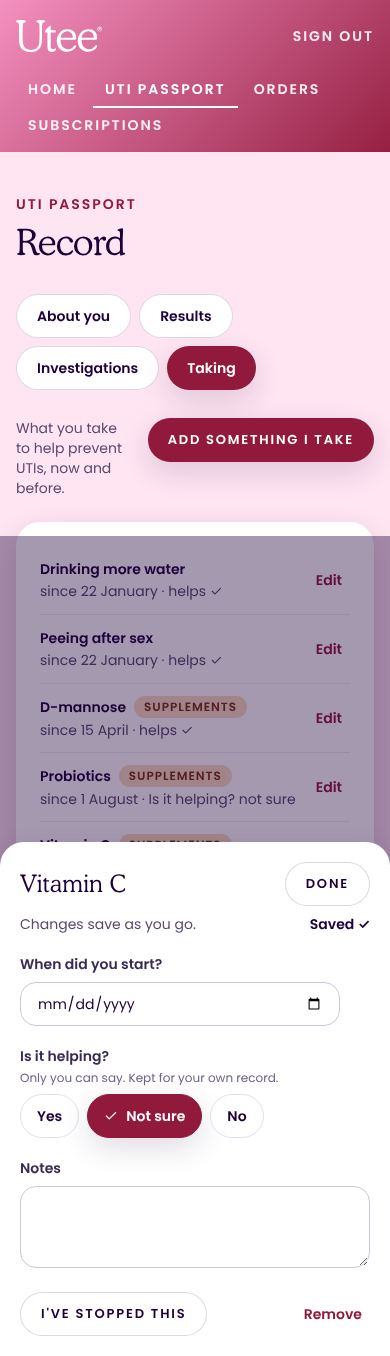 Utee®
SIGN OUT
HOME
UTI PASSPORT
ORDERS
SUBSCRIPTIONS
UTI PASSPORT
Record
About you
Results
Investigations
Taking
What you take
to help prevent
UTIs, now and
before.
ADD SOMETHING I TAKE
Drinking more water
since 22 January · helps ✓
Edit
Peeing after sex
since 22 January · helps ✓
Edit
D-mannose SUPPLEMENTS
since 15 April · helps ✓
Edit
Probiotics SUPPLEMENTS
since 1 August · Is it helping? not sure
Edit
Vitamin C
DONE
Changes save as you go.
Saved ✓
When did you start?
mm/dd/yyyy
Is it helping?
Only you can say. Kept for your own record.
Yes
✓ Not sure
No
Notes
I'VE STOPPED THIS
Remove